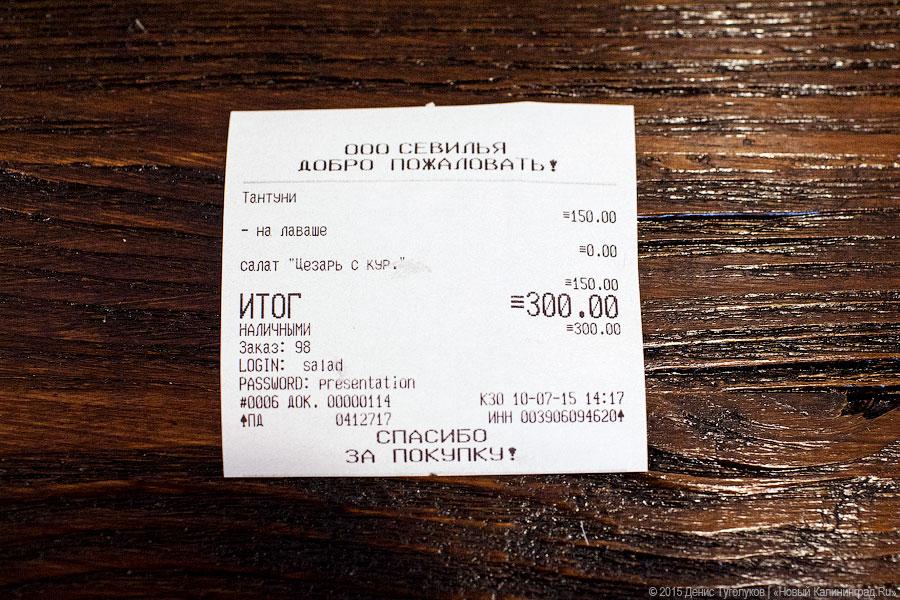 ООО СЕВИЛЬЯ
ДОБРО ПОЖАЛОВАТЬ!
Тантуни
≡150.00
- на лаваше
≡0.00
салат "Цезарь с кур."
≡150.00
ИТОГ ≡300.00
НАЛИЧНЫМИ ≡300.00
Заказ: 98
LOGIN: salad
PASSWORD: presentation
#0006 ДОК. 00000114 К30 10-07-15 14:17
↑ПД 0412717 ИНН 003906094620↑
СПАСИБО
ЗА ПОКУПКУ!
© 2015 Денис Туголуков | «Новый Калининград.Ru»